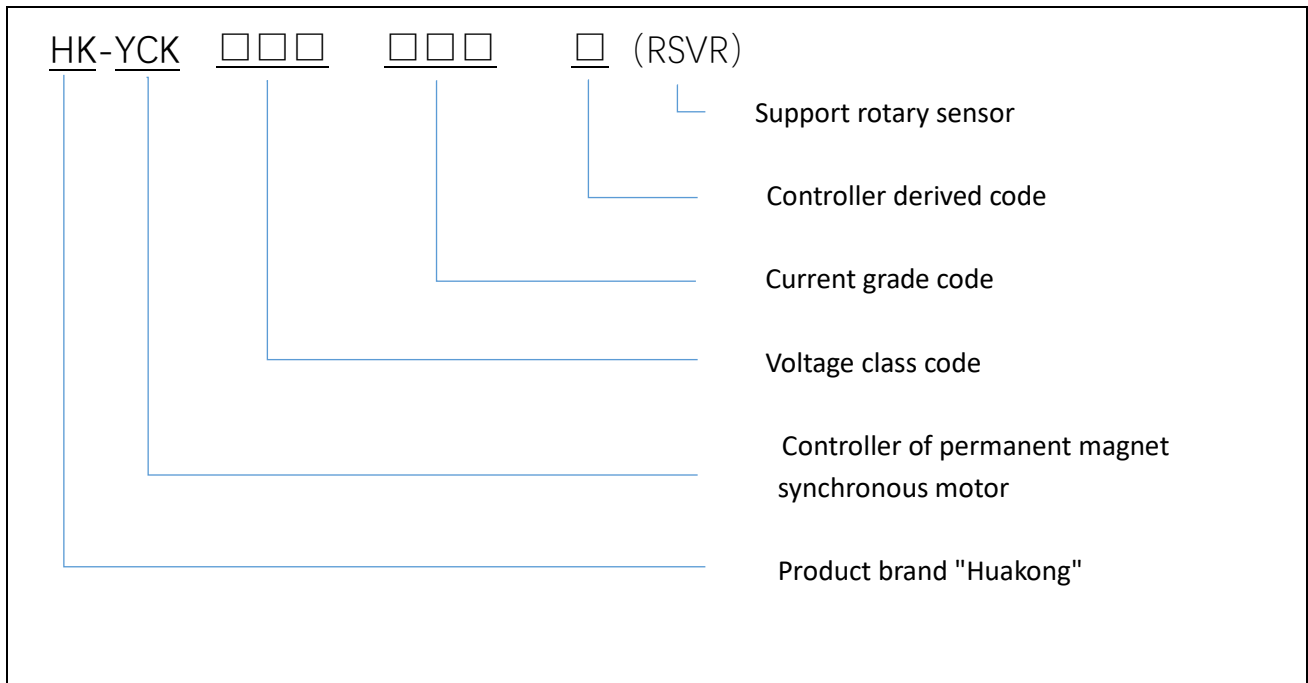 HK-YCK □□□ □□□ □ (RSVR)
Support rotary sensor
Controller derived code
Current grade code
Voltage class code
Controller of permanent magnet
synchronous motor
Product brand "Huakong"